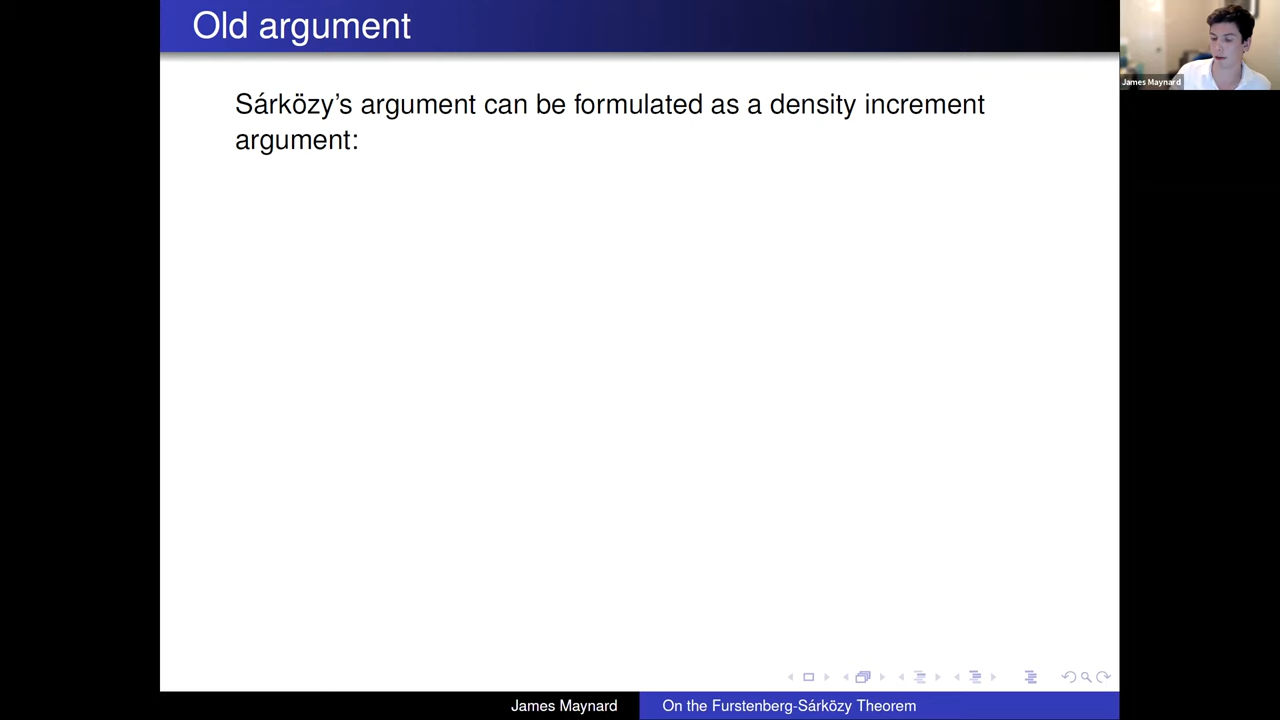 Old argument
James Maynard
Sárközy's argument can be formulated as a density increment
argument:
James Maynard
On the Furstenberg-Sárközy Theorem